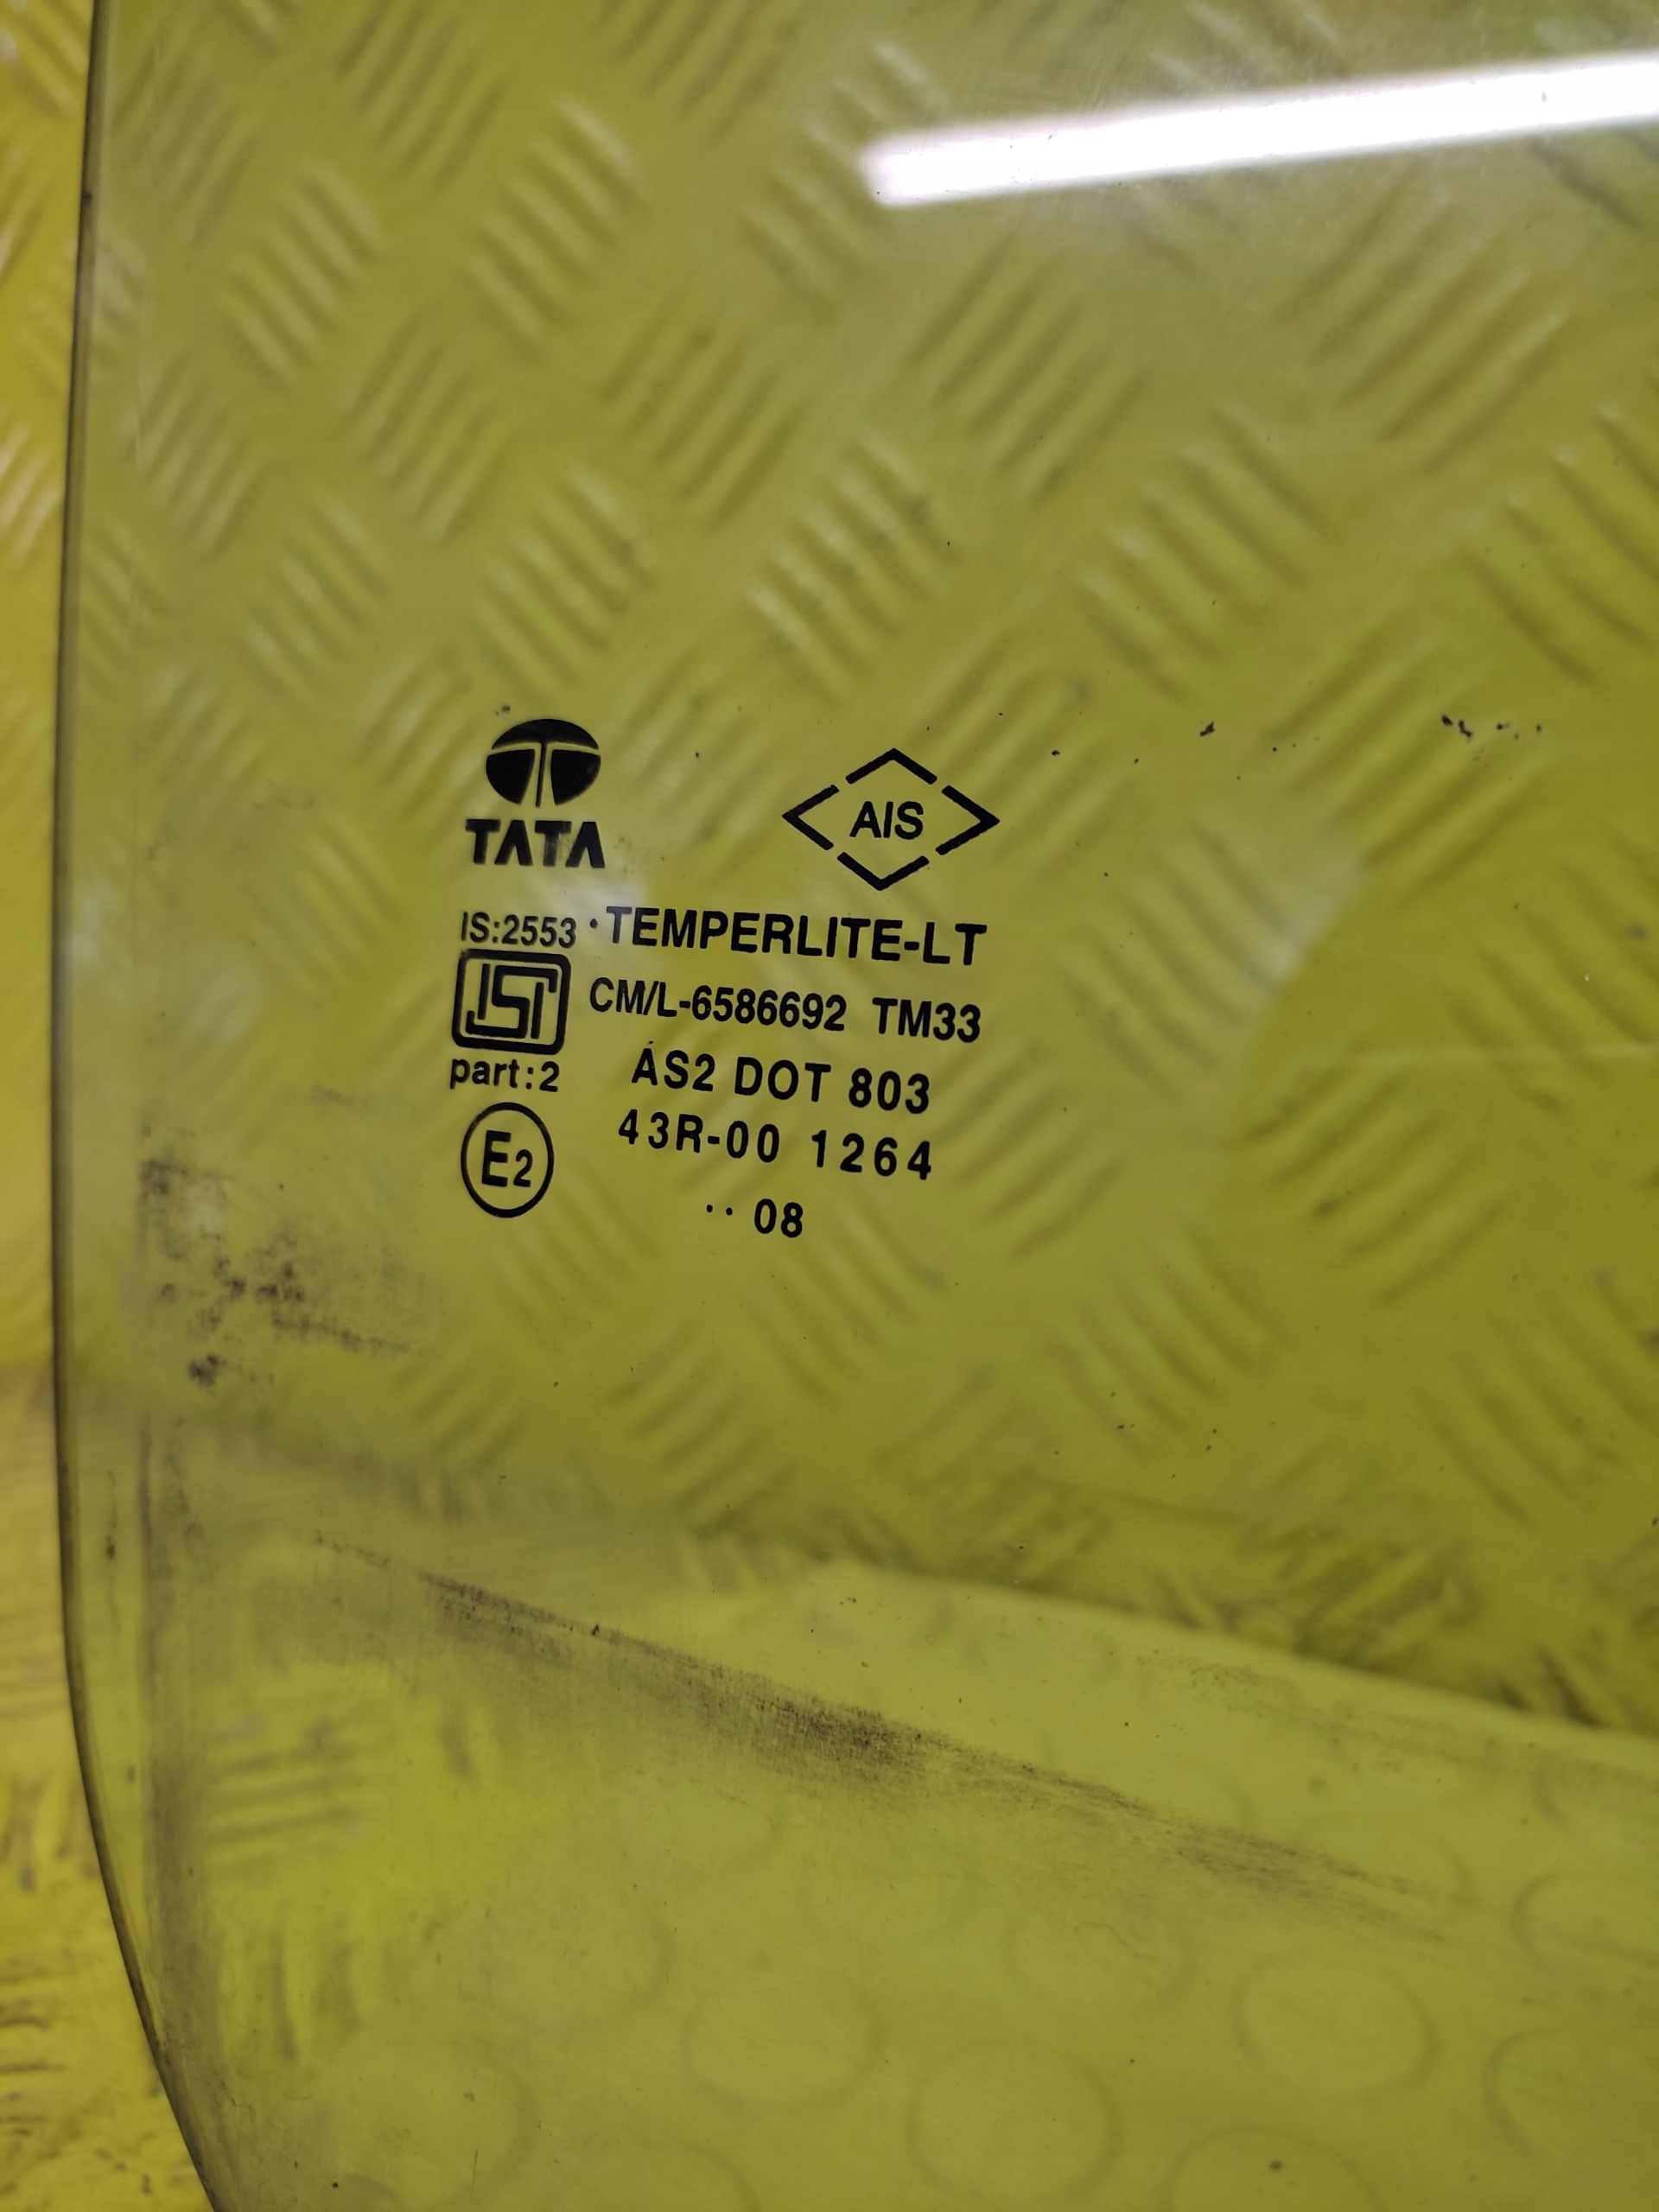 TATA
AIS
IS:2553 · TEMPERLITE-LT
ISI CM/L-6586692 TM33
part:2 AS2 DOT 803
E2 43R-00 1264
·· 08